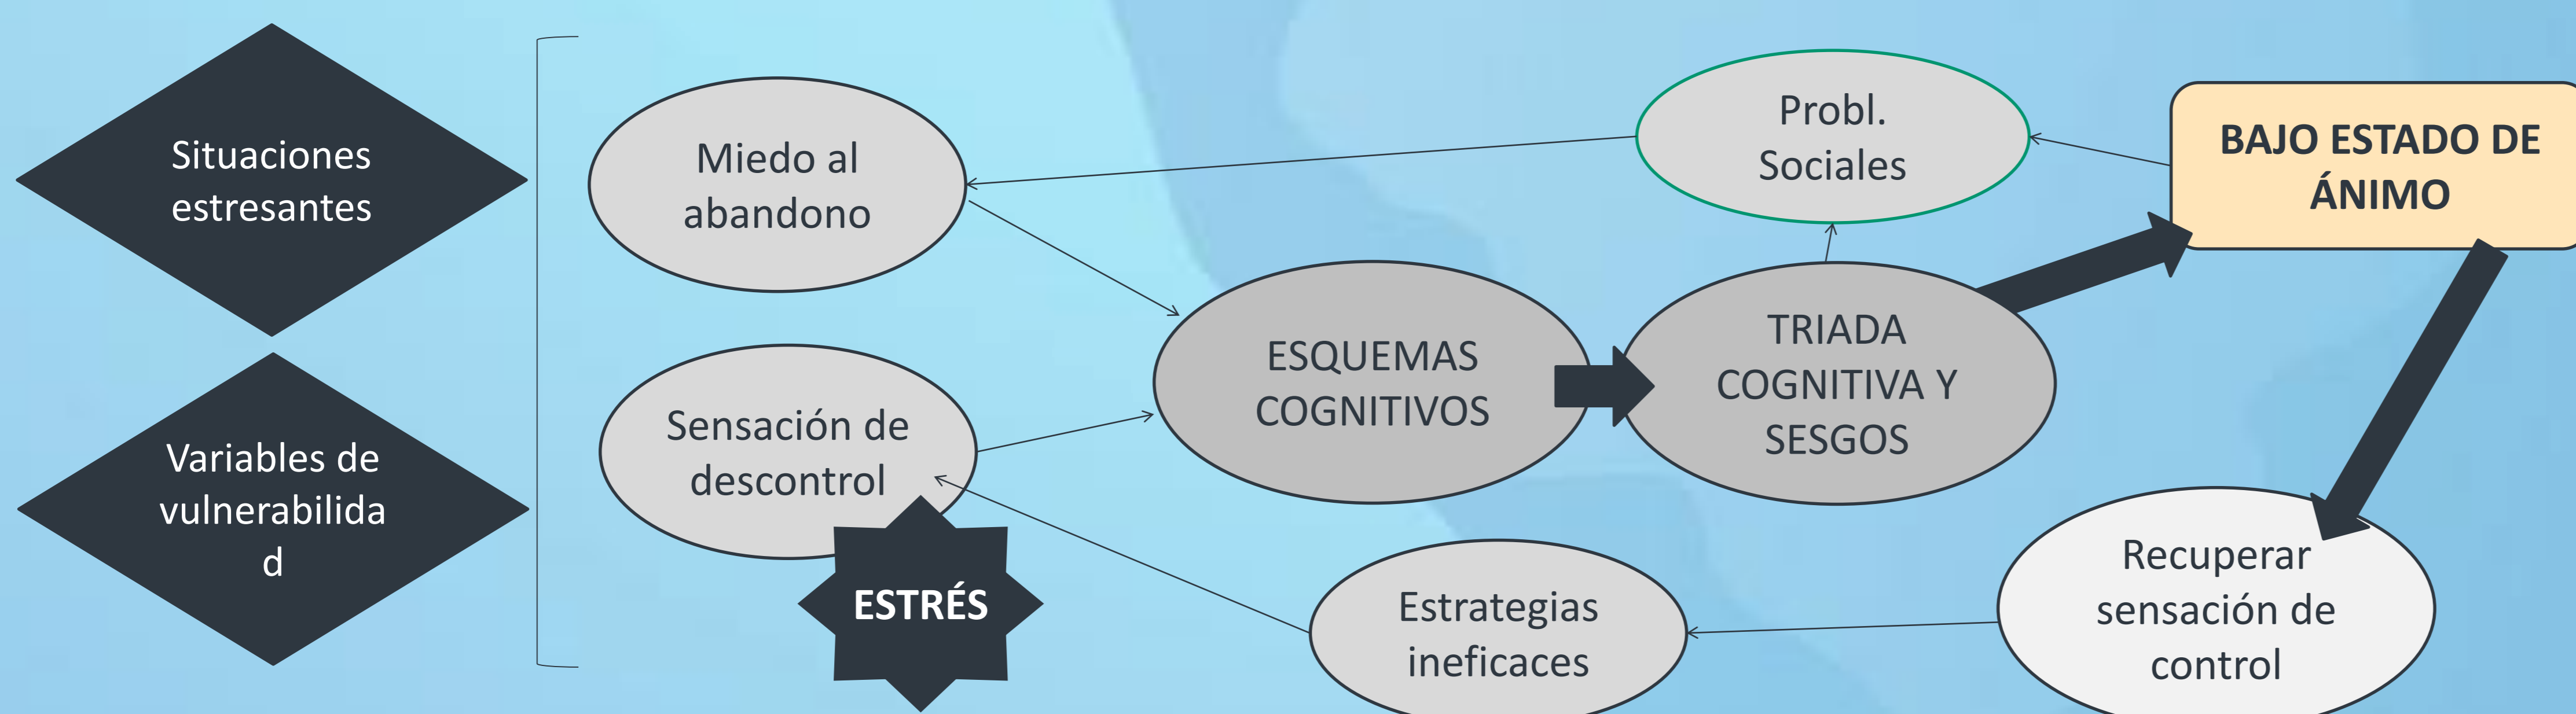 Situaciones
estresantes
Variables de
vulnerabilida
d
Miedo al
abandono
Sensación de
descontrol
ESTRÉS
ESQUEMAS
COGNITIVOS
Probl.
Sociales
TRIADA
COGNITIVA Y
SESGOS
BAJO ESTADO DE
ÁNIMO
Estrategias
ineficaces
Recuperar
sensación de
control